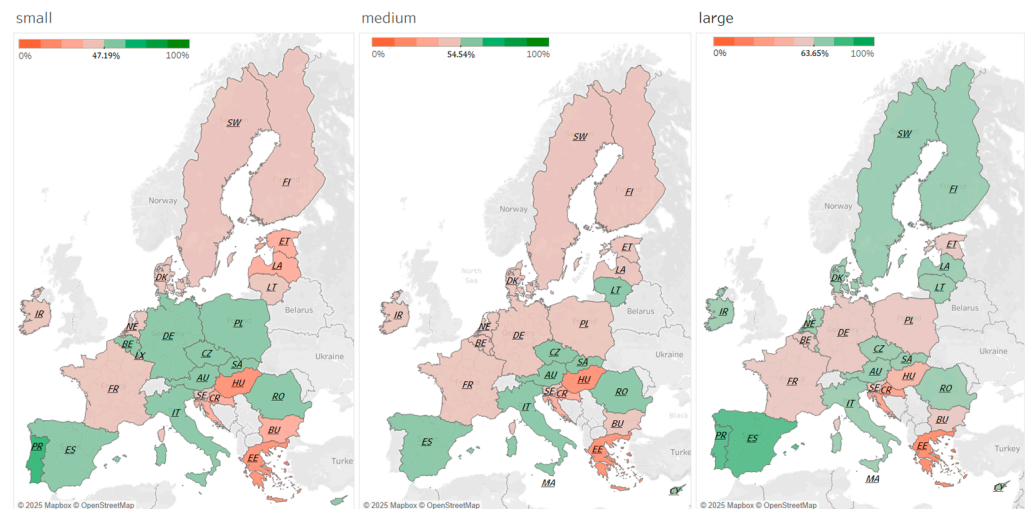 small
0%
47.19%
100%
SW
FI
Norway
ET
LA
LT
DK
IR
Belarus
NE
BE
LX
DE
PL
CZ
SA
Ukraine
AU
HU
FR
SE
CR
RO
IT
BU
PR
ES
EE
Turke
© 2025 Mapbox © OpenStreetMap
medium
0%
54.54%
100%
SW
FI
Norway
ET
North
Sea
DK
LA
LT
IR
Belarus
NE
BE
DE
PL
CZ
SA
Ukraine
AU
HU
FR
SE
CR
RO
IT
Black
BU
ES
EE
Turke
MA
CY
© 2025 Mapbox © OpenStreetMap
large
0%
63.65%
100%
SW
FI
Norway
ET
LA
DK
LT
IR
Belarus
NE
BE
DE
PL
CZ
SA
Ukraine
AU
HU
FR
SE
CR
RO
IT
BU
PR
ES
EE
Turkey
MA
CY
© 2025 Mapbox © OpenStreetMap